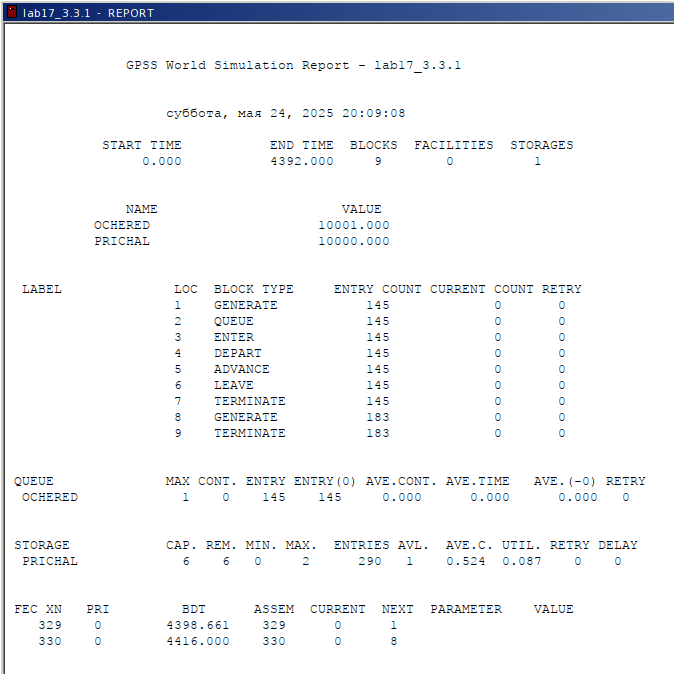 lab17_3.3.1 - REPORT
GPSS World Simulation Report - lab17_3.3.1
суббота, мая 24, 2025 20:09:08
START TIME END TIME BLOCKS FACILITIES STORAGES
0.000 4392.000 9 0 1
NAME VALUE
OCHERED 10001.000
PRICHAL 10000.000
LABEL LOC BLOCK TYPE ENTRY COUNT CURRENT COUNT RETRY
1 GENERATE 145 0 0
2 QUEUE 145 0 0
3 ENTER 145 0 0
4 DEPART 145 0 0
5 ADVANCE 145 0 0
6 LEAVE 145 0 0
7 TERMINATE 145 0 0
8 GENERATE 183 0 0
9 TERMINATE 183 0 0
QUEUE MAX CONT. ENTRY ENTRY(0) AVE.CONT. AVE.TIME AVE.(-0) RETRY
OCHERED 1 0 145 145 0.000 0.000 0.000 0
STORAGE CAP. REM. MIN. MAX. ENTRIES AVL. AVE.C. UTIL. RETRY DELAY
PRICHAL 6 6 0 2 290 1 0.524 0.087 0 0
FEC XN PRI BDT ASSEM CURRENT NEXT PARAMETER VALUE
329 0 4398.661 329 0 1
330 0 4416.000 330 0 8